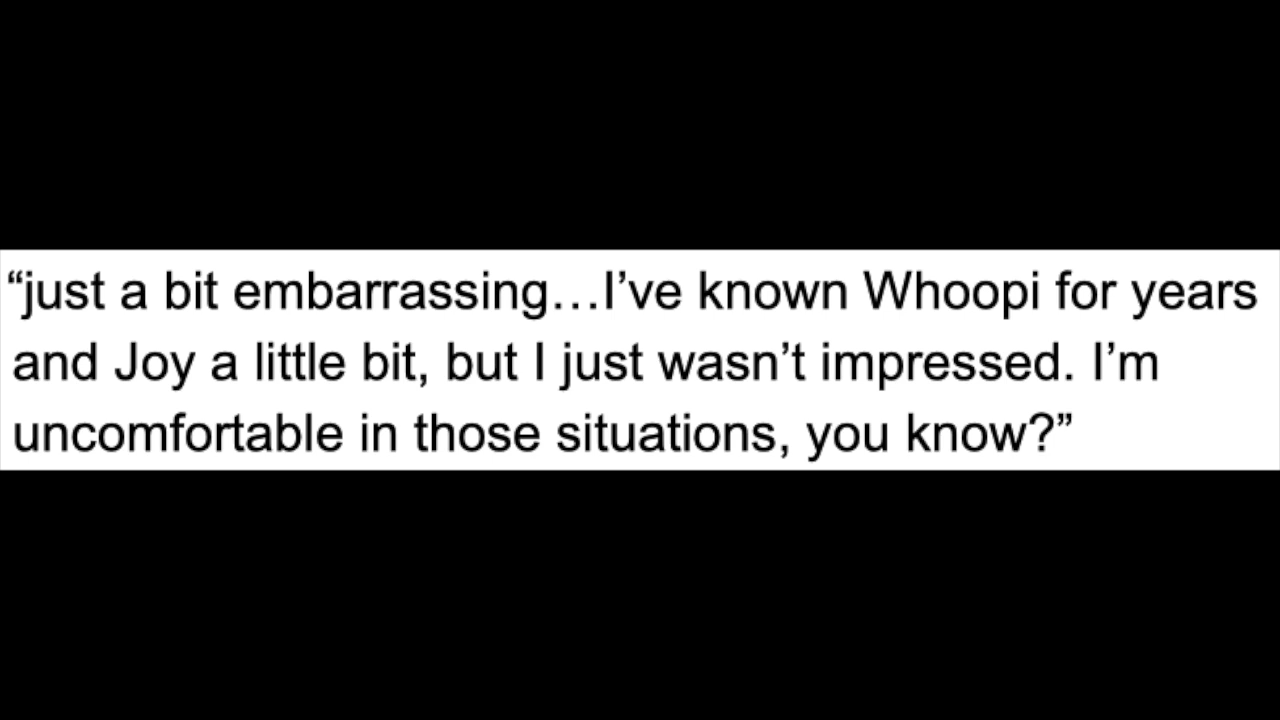 “just a bit embarrassing…I’ve known Whoopi for years
and Joy a little bit, but I just wasn’t impressed. I’m
uncomfortable in those situations, you know?”